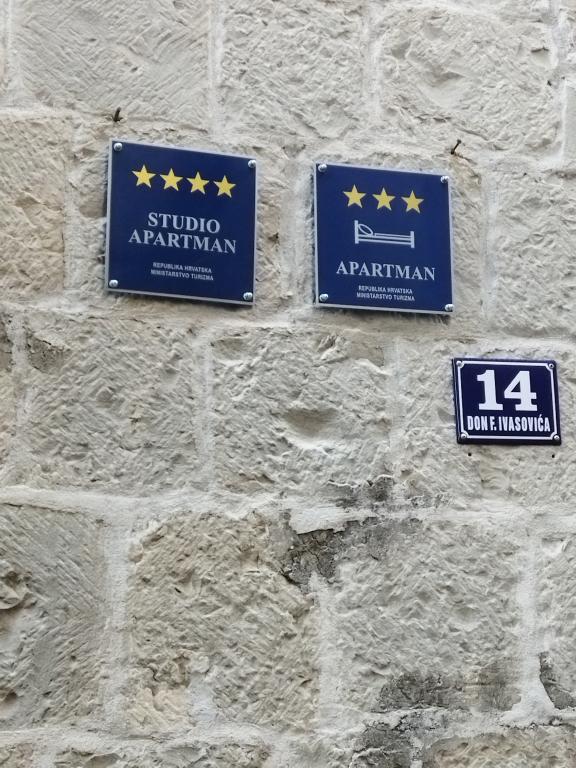 STUDIO
APARTMAN
REPUBLIKA HRVATSKA
MINISTARSTVO TURIZMA
APARTMAN
REPUBLIKA HRVATSKA
MINISTARSTVO TURIZMA
14
DON F. IVASOVIĆA